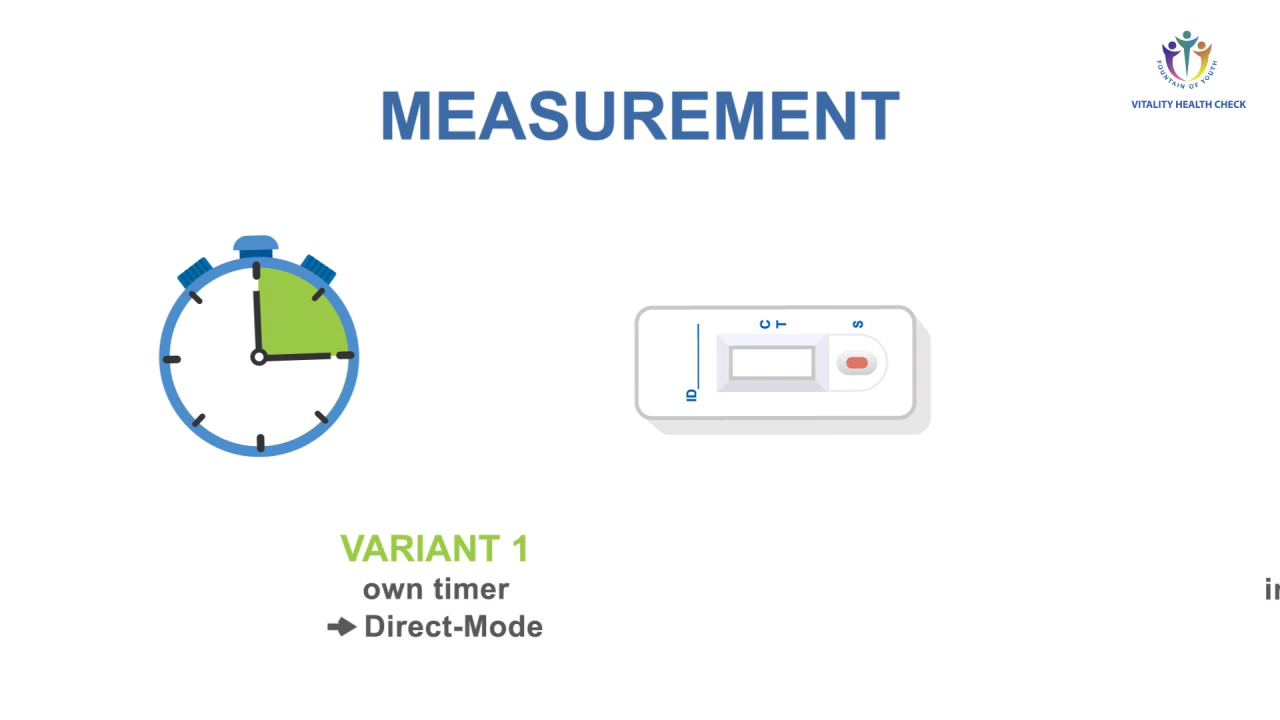 FOUNTAIN OF YOUTH
VITALITY HEALTH CHECK
MEASUREMENT
C
T
S
ID
VARIANT 1
own timer
Direct-Mode